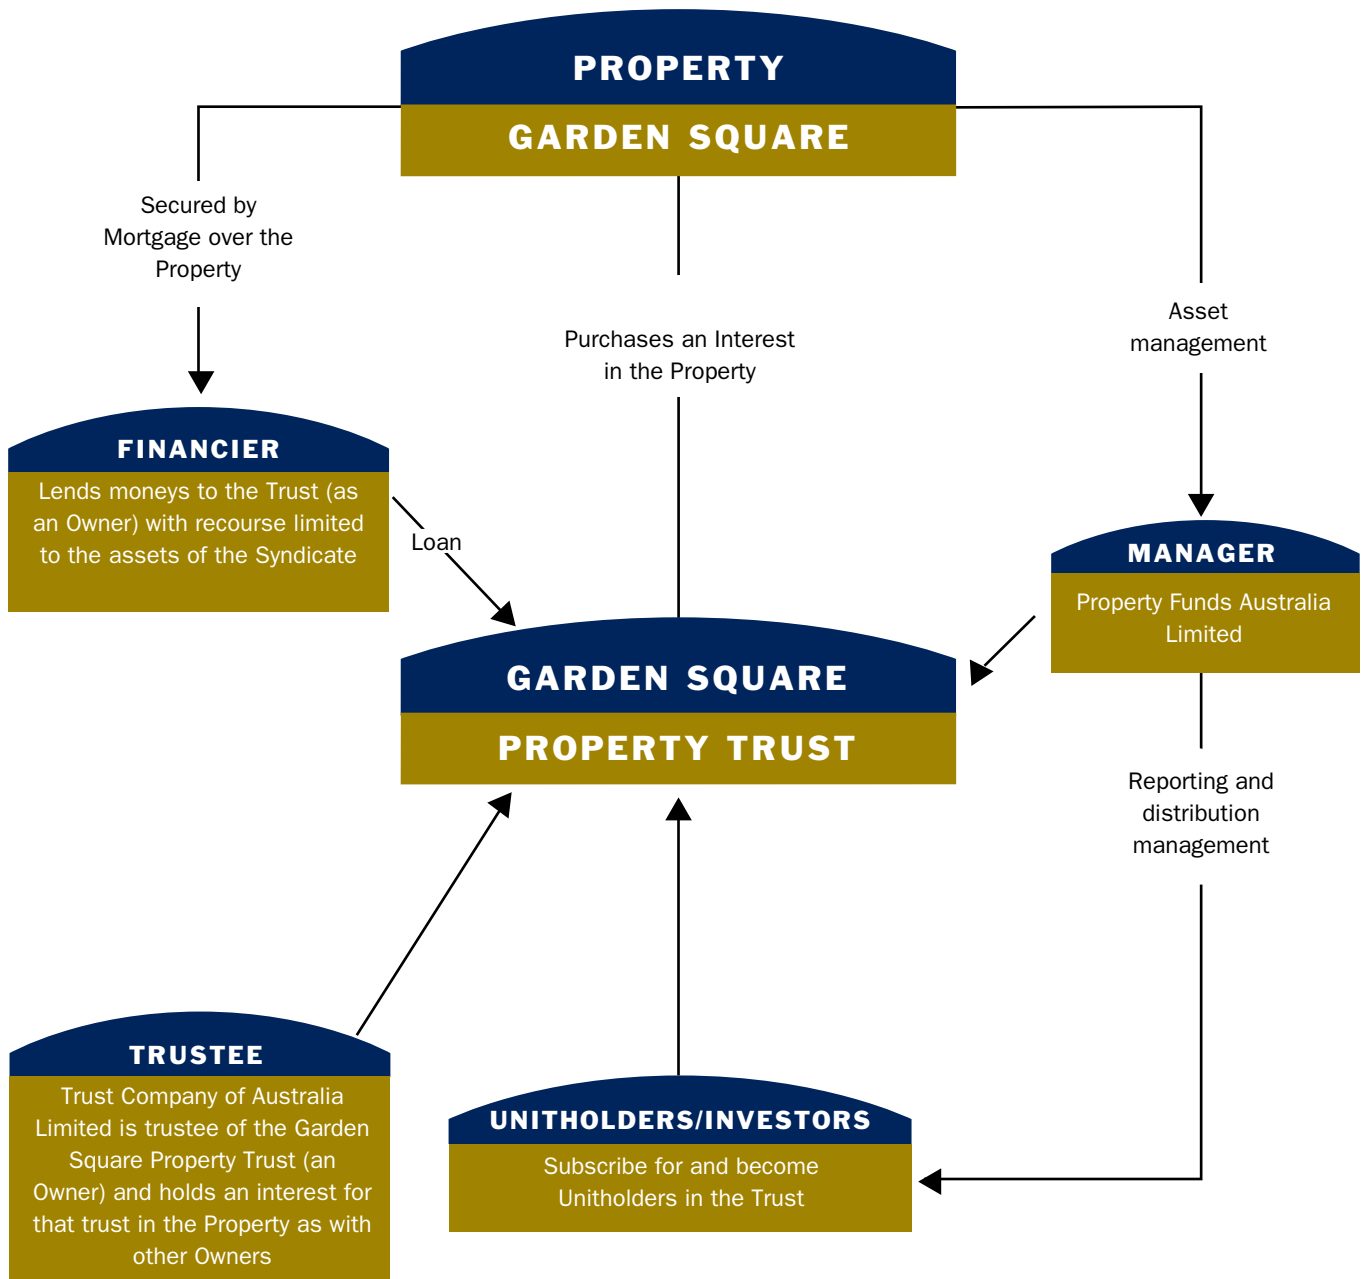 PROPERTY
GARDEN SQUARE
Secured by
Mortgage over the
Property
Purchases an Interest
in the Property
Asset
management
FINANCIER
Lends moneys to the Trust (as
an Owner) with recourse limited
to the assets of the Syndicate
Loan
MANAGER
Property Funds Australia
Limited
GARDEN SQUARE
PROPERTY TRUST
Reporting and
distribution
management
TRUSTEE
Trust Company of Australia
Limited is trustee of the Garden
Square Property Trust (an
Owner) and holds an interest for
that trust in the Property as with
other Owners
UNITHOLDERS/INVESTORS
Subscribe for and become
Unitholders in the Trust